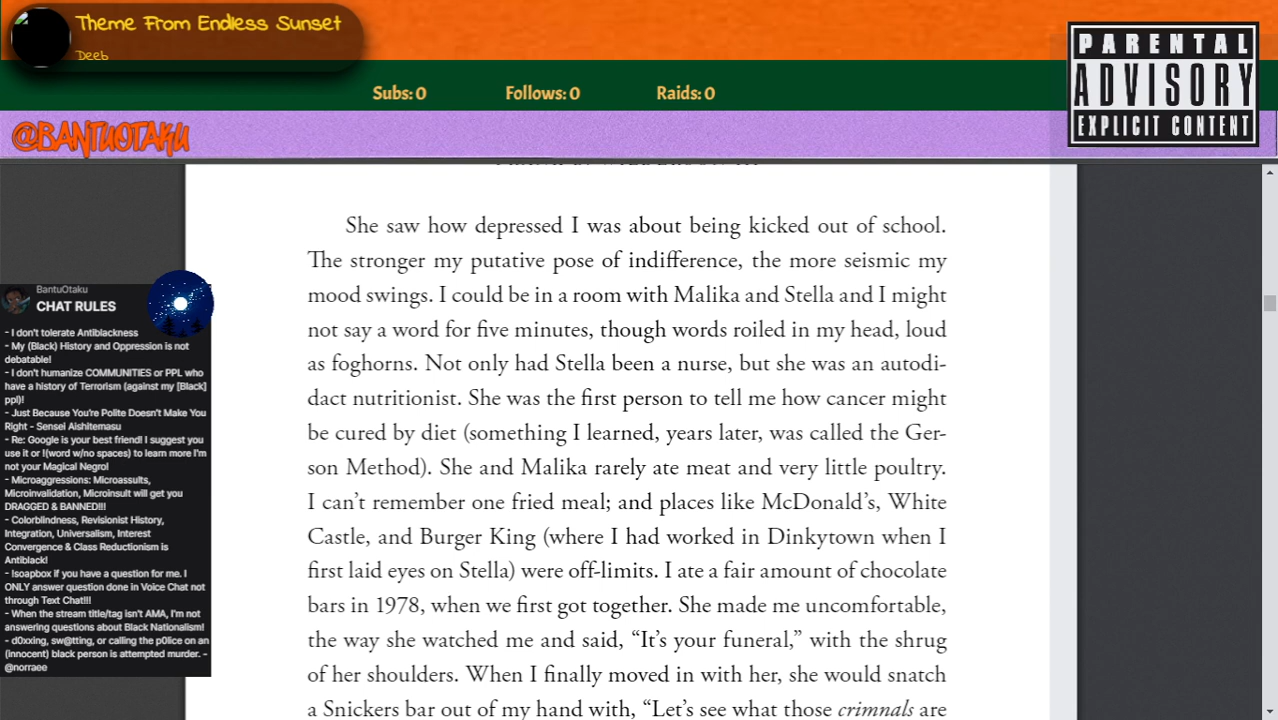 Theme From Endless Sunset
Deeb
PARENTAL
ADVISORY
EXPLICIT CONTENT
Subs: 0
Follows: 0
Raids: 0
@BANTUOTAKU
She saw how depressed I was about being kicked out of school.
The stronger my putative pose of indifference, the more seismic my
mood swings. I could be in a room with Malika and Stella and I might
not say a word for five minutes, though words roiled in my head, loud
as foghorns. Not only had Stella been a nurse, but she was an autodi-
dact nutritionist. She was the first person to tell me how cancer might
be cured by diet (something I learned, years later, was called the Ger-
son Method). She and Malika rarely ate meat and very little poultry.
I can't remember one fried meal; and places like McDonald's, White
Castle, and Burger King (where I had worked in Dinkytown when I
first laid eyes on Stella) were off-limits. I ate a fair amount of chocolate
bars in 1978, when we first got together. She made me uncomfortable,
the way she watched me and said, “It's your funeral,” with the shrug
of her shoulders. When I finally moved in with her, she would snatch
a Snickers bar out of my hand with, “Let's see what those crimnals are
BantuOtaku
CHAT RULES
- I don't tolerate Antiblackness
- My (Black) History and Oppression is not
debatable!
- I don't humanize COMMUNITIES or PPL who
have a history of Terrorism (against my [Black]
ppl)!
- Just Because You're Polite Doesn't Make You
Right - Sensei Aishitemasu
- Re: Google is your best friend! I suggest you
use it or !(word w/no spaces) to learn more I'm
not your Magical Negro!
- Microaggressions: Microassults,
Microinvalidation, Microinsult will get you
DRAGGED & BANNED!!!
- Colorblindness, Revisionist History,
Integration, Universalism, Interest
Convergence & Class Reductionism is
Antiblack!
- !soapbox if you have a question for me. I
ONLY answer question done in Voice Chat not
through Text Chat!!!
- When the stream title/tag isn't AMA, I'm not
answering questions about Black Nationalism!
- d0xxing, sw@tting, or calling the p0lice on an
(innocent) black person is attempted murder. -
@norraee